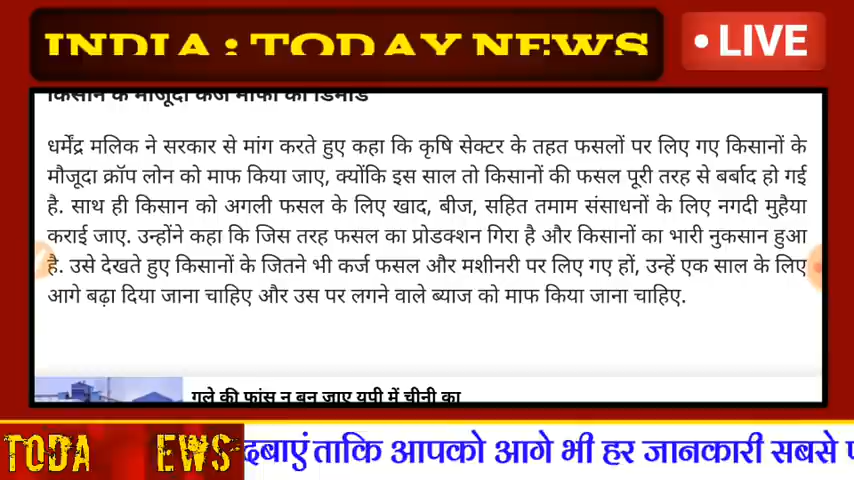 INDIA : TODAY NEWS
• LIVE
किसान के मौजूदा कर्ज माफी की डिमांड
धर्मेंद्र मलिक ने सरकार से मांग करते हुए कहा कि कृषि सेक्टर के तहत फसलों पर लिए गए किसानों के
मौजूदा क्रॉप लोन को माफ किया जाए, क्योंकि इस साल तो किसानों की फसल पूरी तरह से बर्बाद हो गई
है. साथ ही किसान को अगली फसल के लिए खाद, बीज, सहित तमाम संसाधनों के लिए नगदी मुहैया
कराई जाए. उन्होंने कहा कि जिस तरह फसल का प्रोडक्शन गिरा है और किसानों का भारी नुकसान हुआ
है. उसे देखते हुए किसानों के जितने भी कर्ज फसल और मशीनरी पर लिए गए हों, उन्हें एक साल के लिए
आगे बढ़ा दिया जाना चाहिए और उस पर लगने वाले ब्याज को माफ किया जाना चाहिए.
गले की फांस न बन जाए यूपी में चीनी का
TODA EWS
दबाएं ताकि आपको आगे भी हर जानकारी सबसे